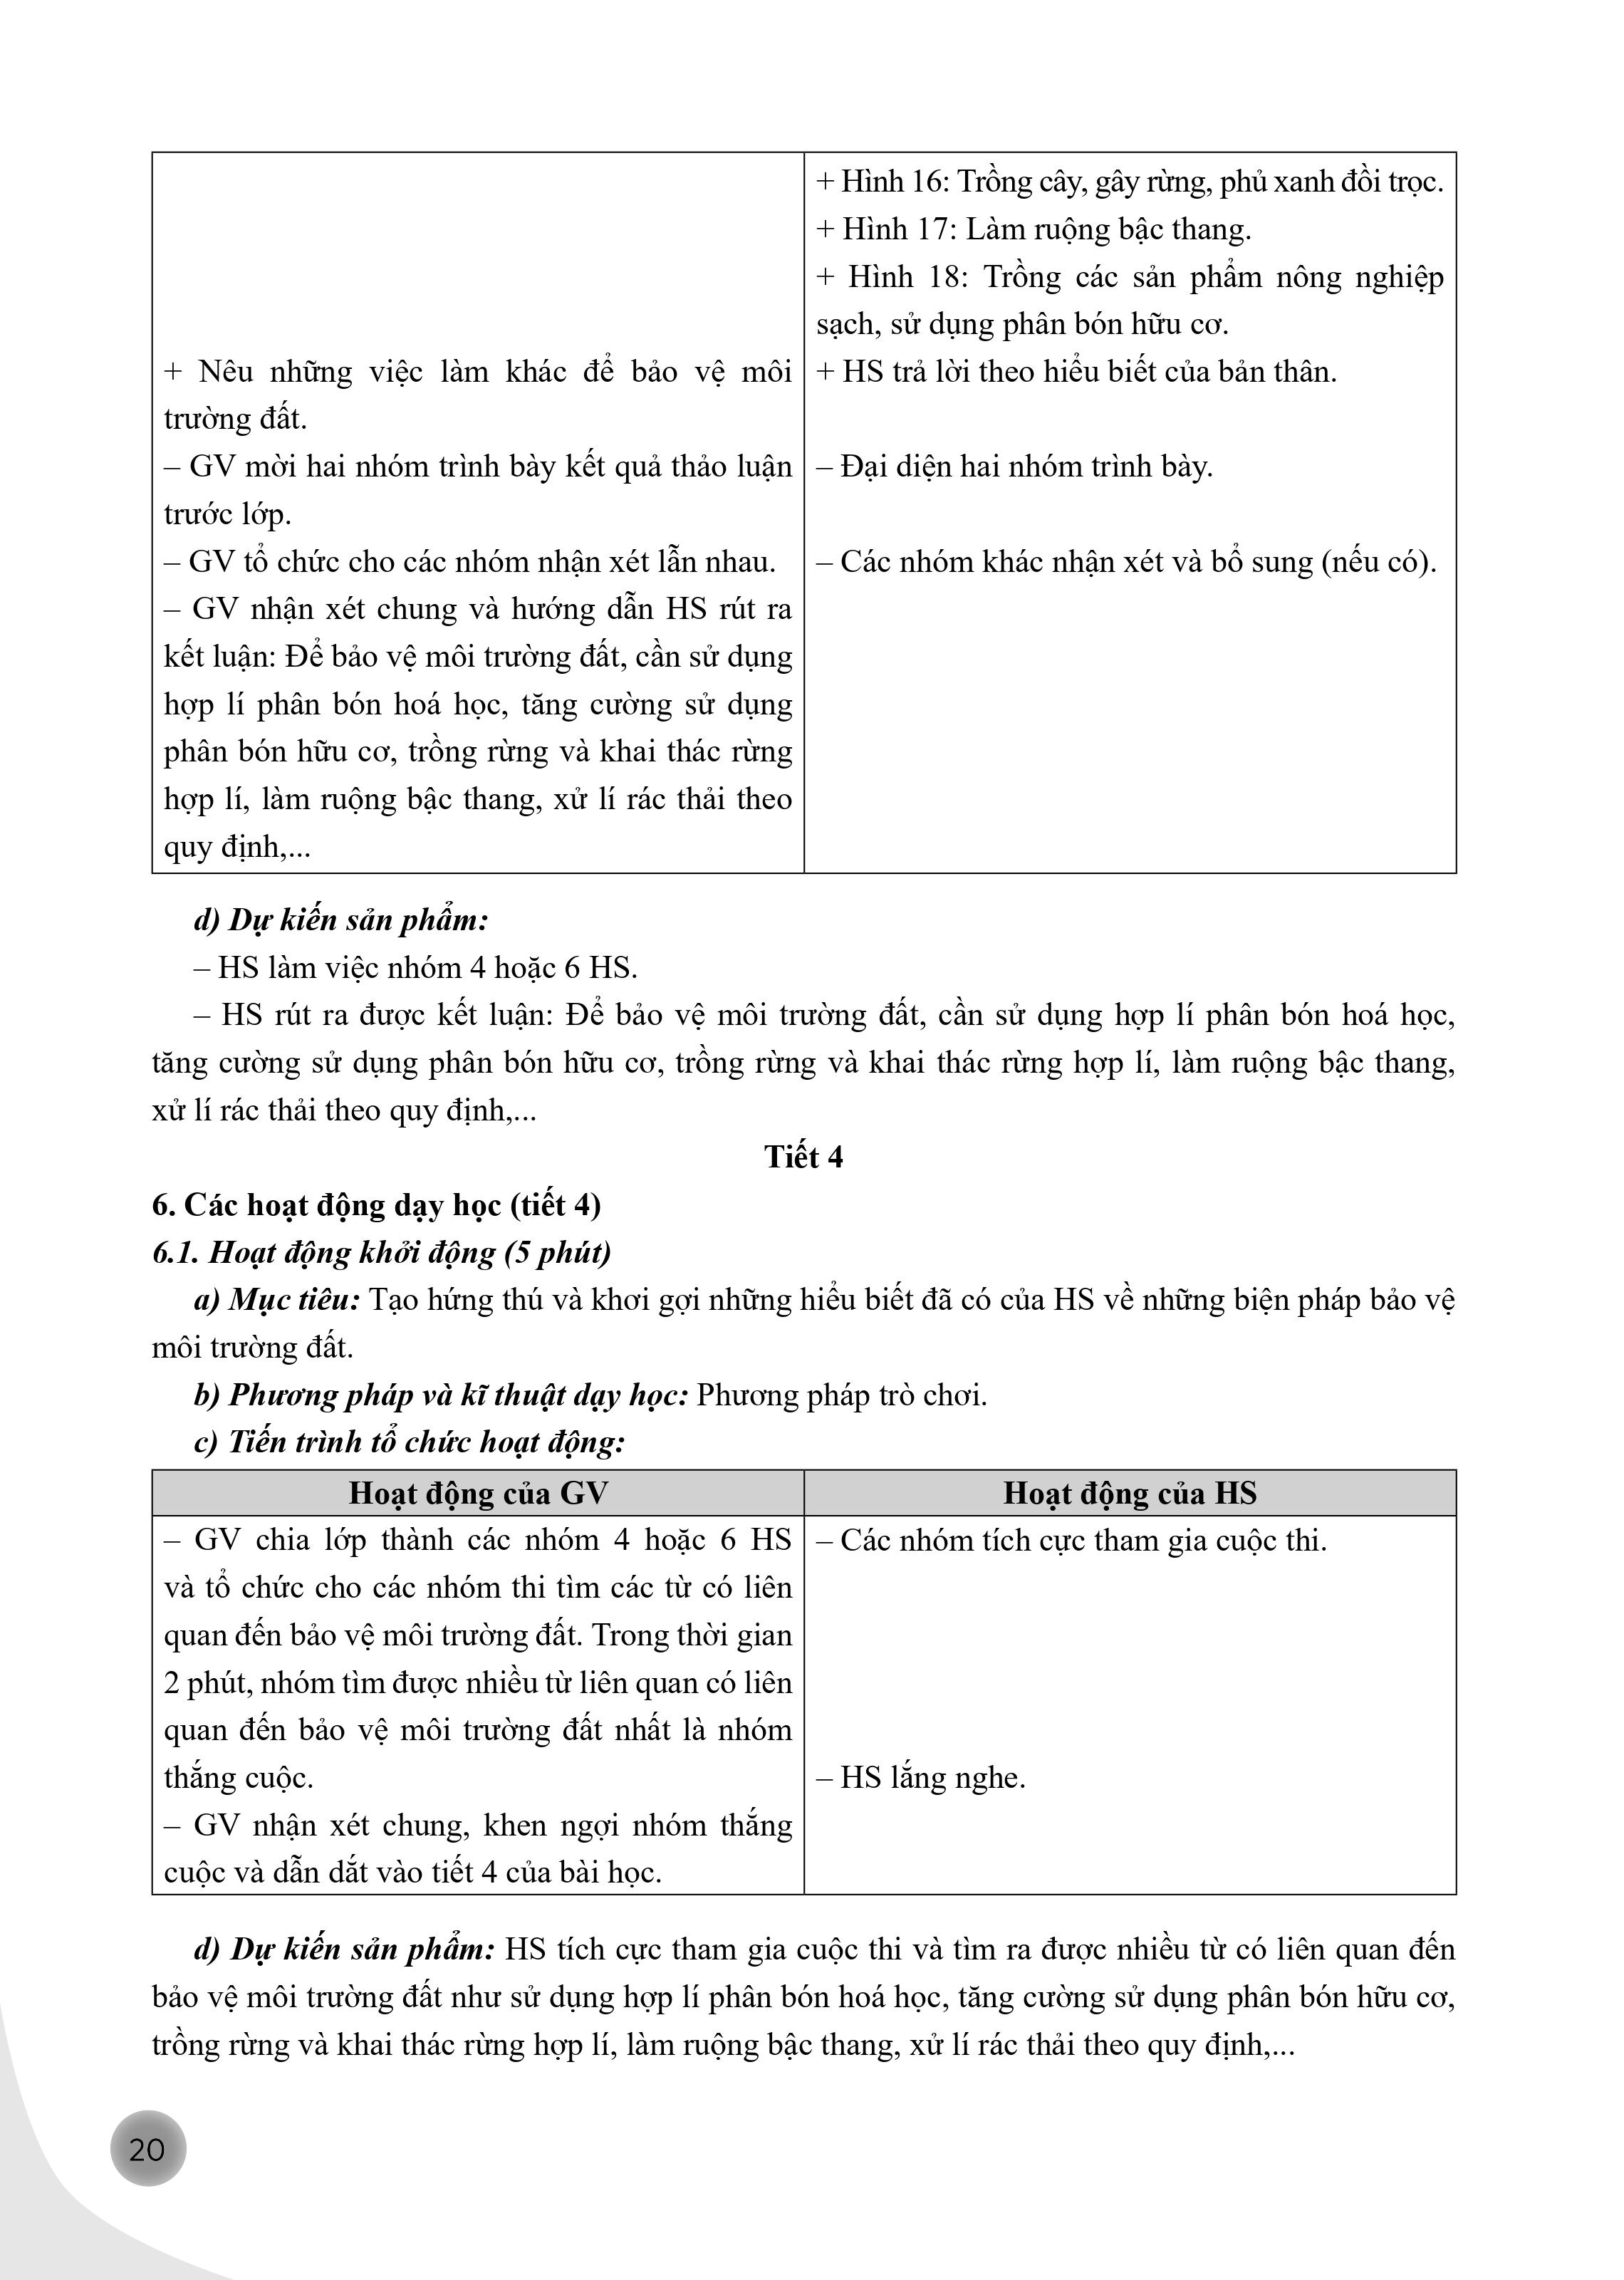 + Hình 16: Trồng cây, gây rừng, phủ xanh đồi trọc.
+ Hình 17: Làm ruộng bậc thang.
+ Hình 18: Trồng các sản phẩm nông nghiệp
sạch, sử dụng phân bón hữu cơ.
+ Nêu những việc làm khác để bảo vệ môi
trường đất.
+ HS trả lời theo hiểu biết của bản thân.
– GV mời hai nhóm trình bày kết quả thảo luận
trước lớp.
– Đại diện hai nhóm trình bày.
– GV tổ chức cho các nhóm nhận xét lẫn nhau.
– Các nhóm khác nhận xét và bổ sung (nếu có).
– GV nhận xét chung và hướng dẫn HS rút ra
kết luận: Để bảo vệ môi trường đất, cần sử dụng
hợp lí phân bón hoá học, tăng cường sử dụng
phân bón hữu cơ, trồng rừng và khai thác rừng
hợp lí, làm ruộng bậc thang, xử lí rác thải theo
quy định,...
d) Dự kiến sản phẩm:
– HS làm việc nhóm 4 hoặc 6 HS.
– HS rút ra được kết luận: Để bảo vệ môi trường đất, cần sử dụng hợp lí phân bón hoá học,
tăng cường sử dụng phân bón hữu cơ, trồng rừng và khai thác rừng hợp lí, làm ruộng bậc thang,
xử lí rác thải theo quy định,...
Tiết 4
6. Các hoạt động dạy học (tiết 4)
6.1. Hoạt động khởi động (5 phút)
a) Mục tiêu: Tạo hứng thú và khơi gợi những hiểu biết đã có của HS về những biện pháp bảo vệ
môi trường đất.
b) Phương pháp và kĩ thuật dạy học: Phương pháp trò chơi.
c) Tiến trình tổ chức hoạt động:
Hoạt động của GV
Hoạt động của HS
– GV chia lớp thành các nhóm 4 hoặc 6 HS
và tổ chức cho các nhóm thi tìm các từ có liên
quan đến bảo vệ môi trường đất. Trong thời gian
2 phút, nhóm tìm được nhiều từ liên quan có liên
quan đến bảo vệ môi trường đất nhất là nhóm
thắng cuộc.
– Các nhóm tích cực tham gia cuộc thi.
– GV nhận xét chung, khen ngợi nhóm thắng
cuộc và dẫn dắt vào tiết 4 của bài học.
– HS lắng nghe.
d) Dự kiến sản phẩm: HS tích cực tham gia cuộc thi và tìm ra được nhiều từ có liên quan đến
bảo vệ môi trường đất như sử dụng hợp lí phân bón hoá học, tăng cường sử dụng phân bón hữu cơ,
trồng rừng và khai thác rừng hợp lí, làm ruộng bậc thang, xử lí rác thải theo quy định,...
20